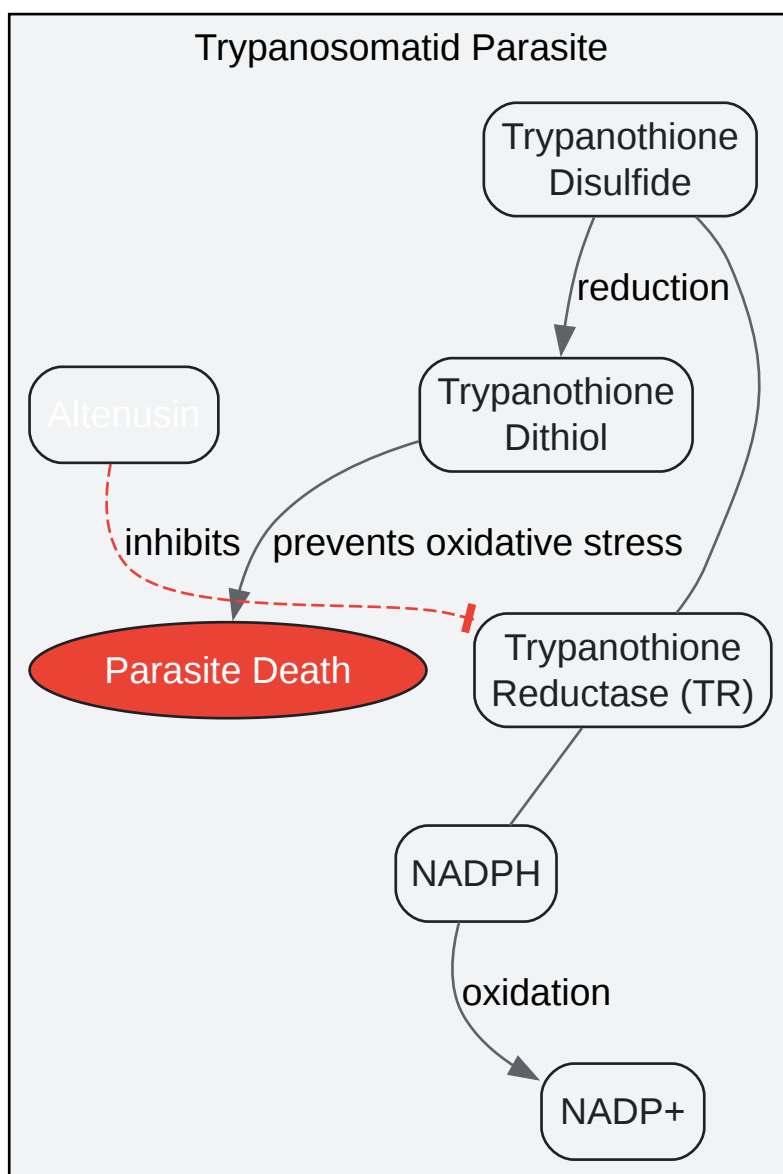 Trypanosomatid Parasite
Trypanothione
Disulfide
reduction
Altenusin
Trypanothione
Dithiol
inhibits
prevents oxidative stress
Parasite Death
Trypanothione
Reductase (TR)
NADPH
oxidation
NADP+